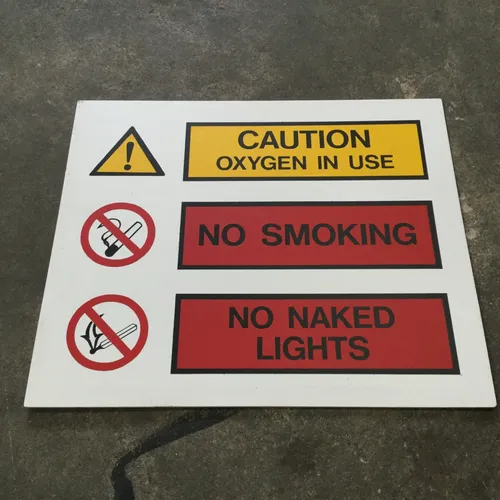 CAUTION
OXYGEN IN USE
NO SMOKING
NO NAKED
LIGHTS